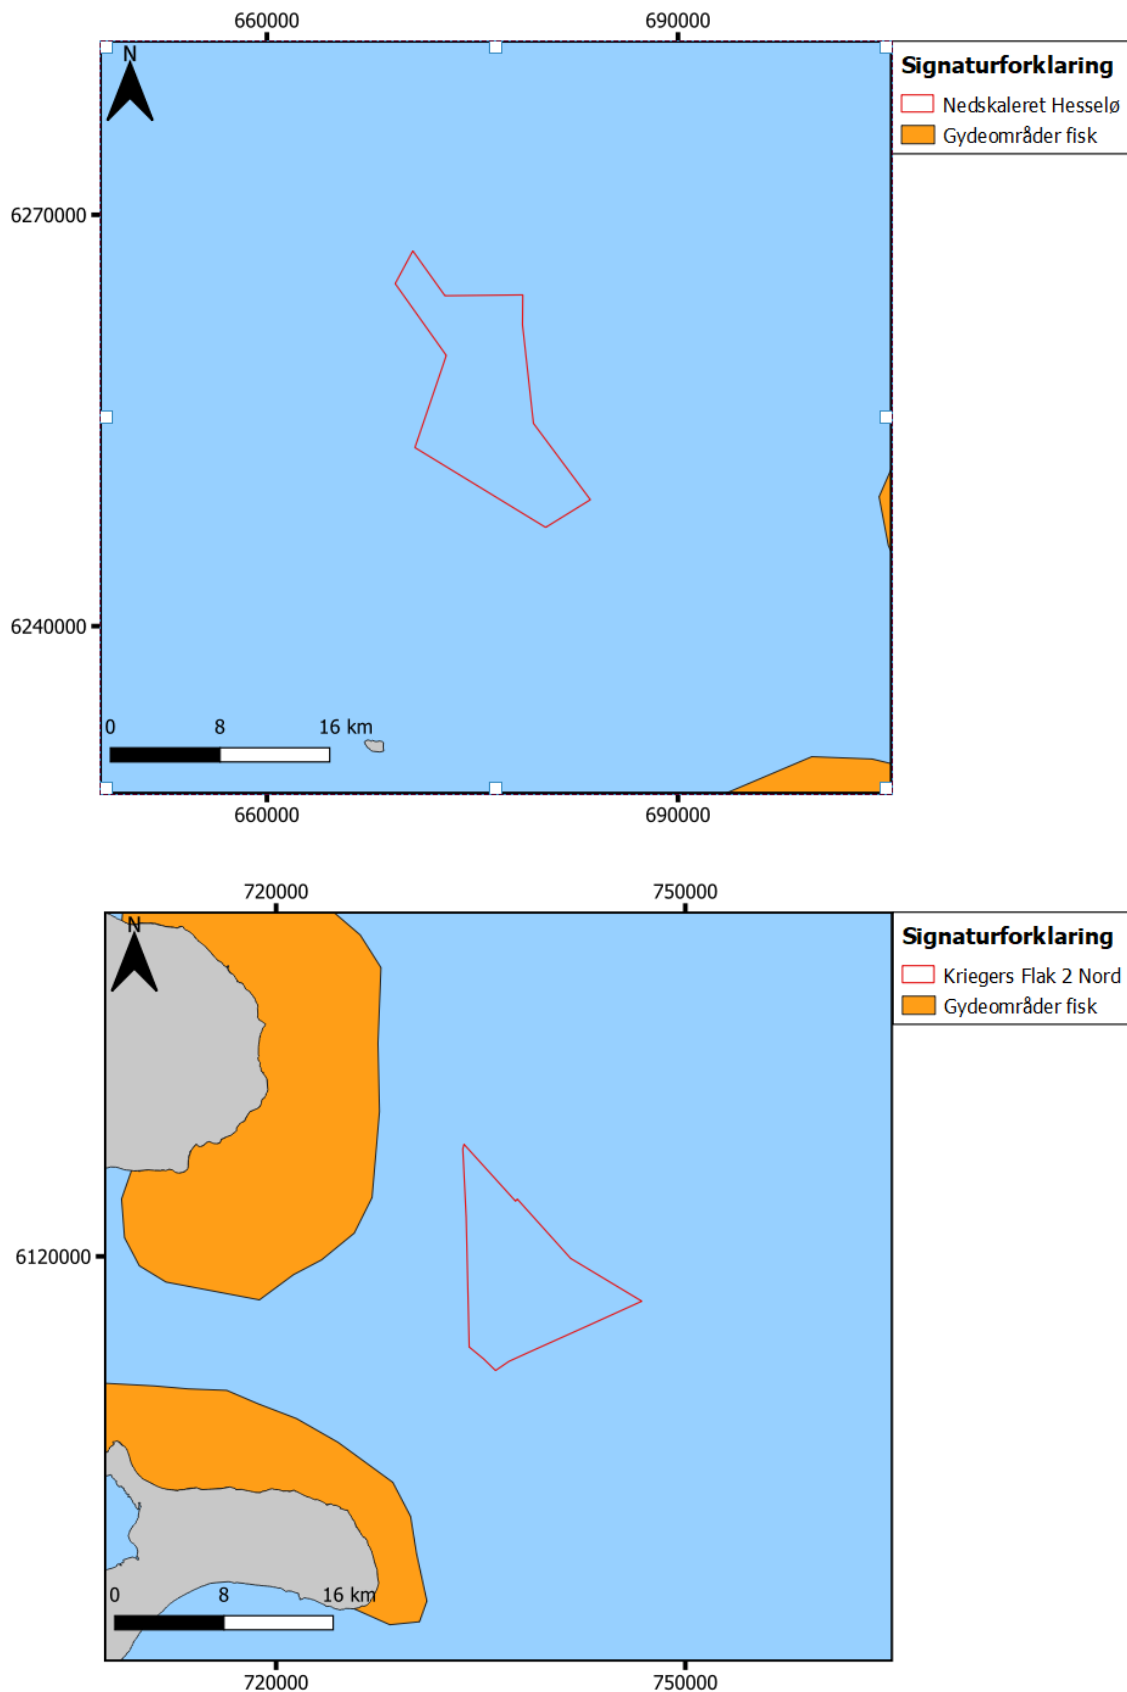 660000 690000
N
Signaturforklaring
Nedskaleret Hesselø
Gydeområder fisk
6270000
6240000
0 8 16 km
660000 690000
720000 750000
N
Signaturforklaring
Kriegers Flak 2 Nord
Gydeområder fisk
6120000
0 8 16 km
720000 750000